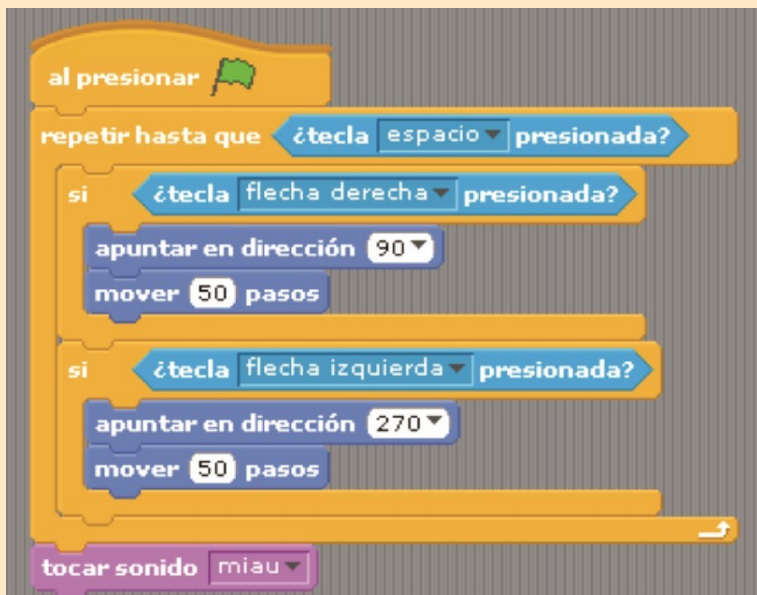 al presionar
repetir hasta que ¿tecla espacio presionada?
si ¿tecla flecha derecha presionada?
apuntar en dirección 90
mover 50 pasos
si ¿tecla flecha izquierda presionada?
apuntar en dirección 270
mover 50 pasos
tocar sonido miau